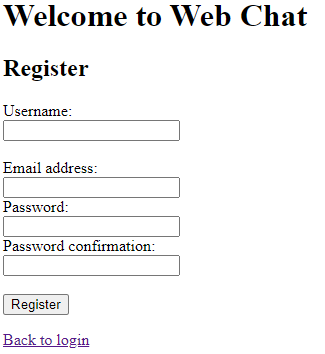 Welcome to Web Chat
Register
Username:
Email address:
Password:
Password confirmation:
Register
Back to login